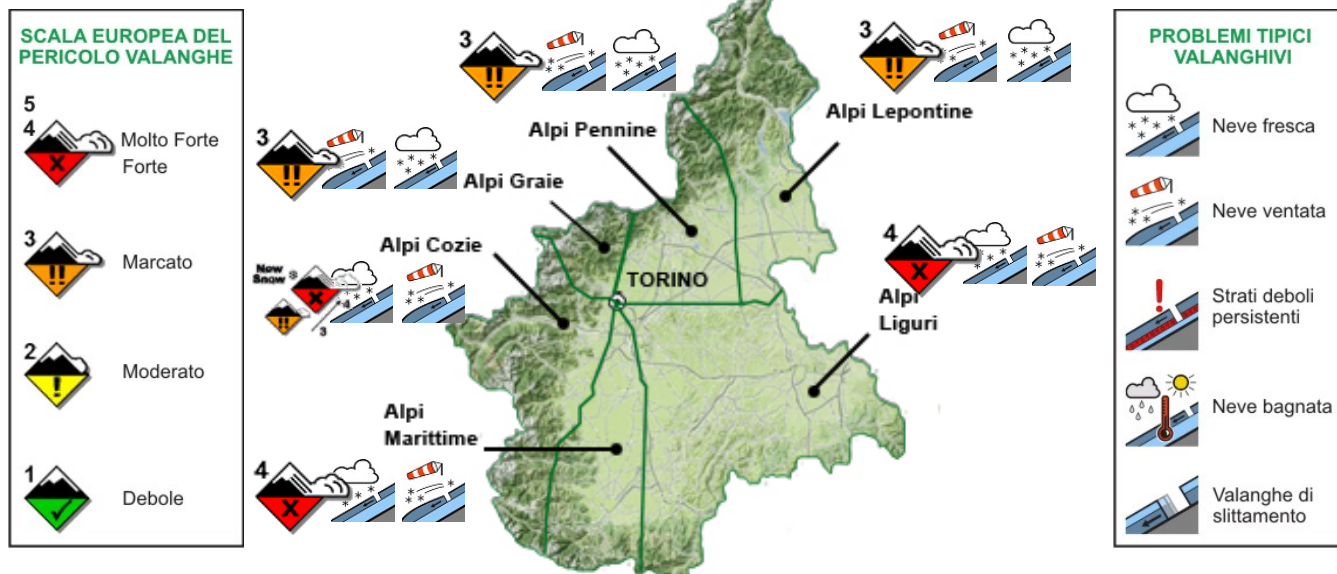 SCALA EUROPEA DEL
PERICOLO VALANGHE
5
4
Molto Forte
Forte
3
Marcato
2
Moderato
1
Debole
3
3
Alpi Pennine
Alpi Lepontine
3
Alpi Graie
Alpi Cozie
New
Snow
4
3
TORINO
4
Alpi
Liguri
Alpi
Marittime
4
PROBLEMI TIPICI
VALANGHIVI
Neve fresca
Neve ventata
Strati deboli
persistenti
Neve bagnata
Valanghe di
slittamento